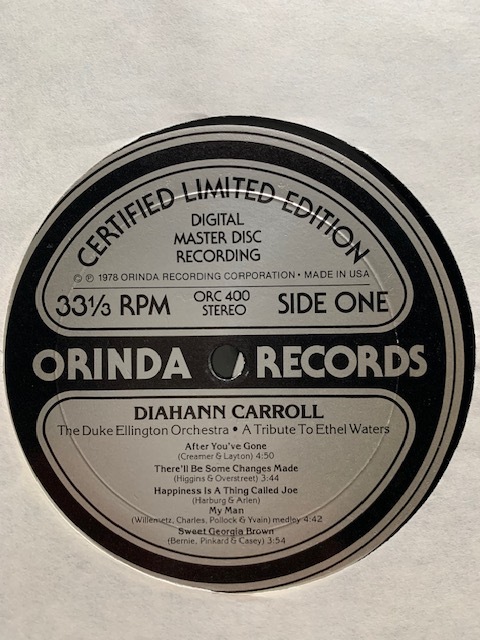 CERTIFIED LIMITED EDITION
DIGITAL
MASTER DISC
RECORDING
© ℗ 1978 ORINDA RECORDING CORPORATION • MADE IN USA
33⅓ RPM ORC 400 STEREO SIDE ONE
ORINDA RECORDS
DIAHANN CARROLL
The Duke Ellington Orchestra • A Tribute To Ethel Waters
After You've Gone
(Creamer & Layton) 4:50
There'll Be Some Changes Made
(Higgins & Overstreet) 3:44
Happiness Is A Thing Called Joe
(Harburg & Arlen)
My Man
(Willemetz, Charles, Pollock & Yvain) medley 4:42
Sweet Georgia Brown
(Bernie, Pinkard & Casey) 3:54